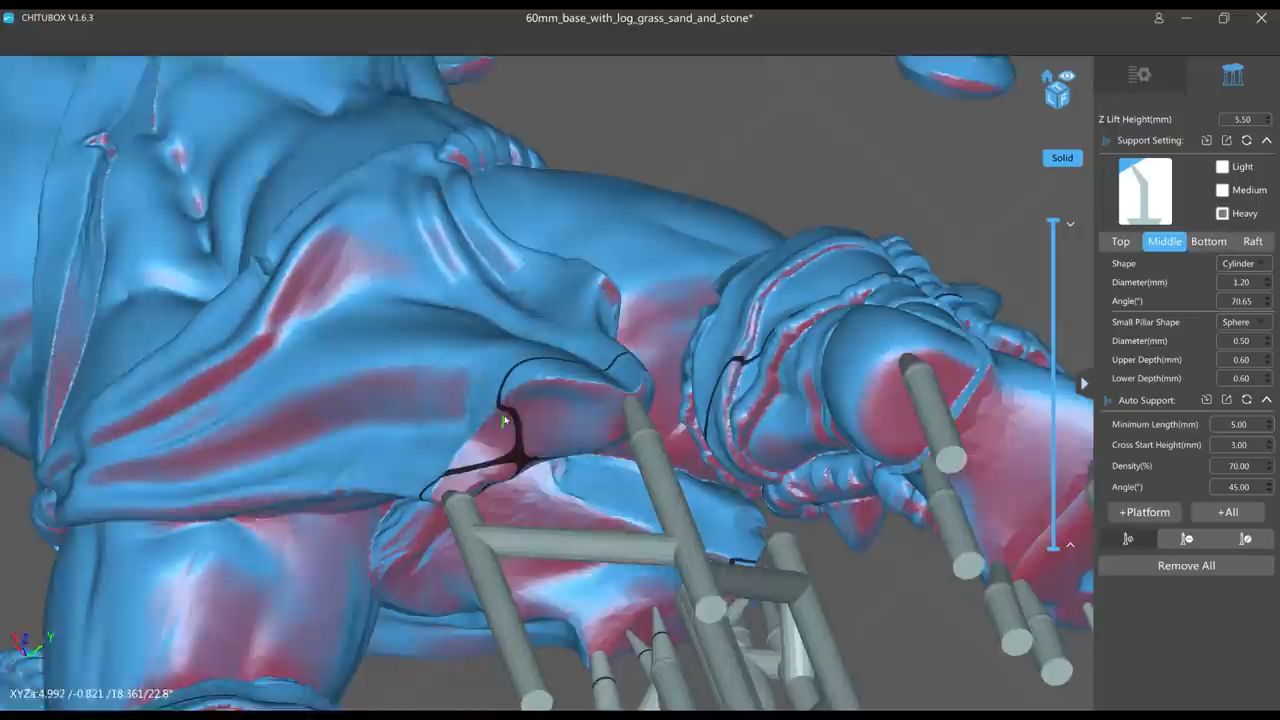 CHITUBOX V1.6.3
60mm_base_with_log_grass_sand_and_stone*
Solid
Z Lift Height(mm) 5.50
Support Setting:
Light
Medium
Heavy
Top Middle Bottom Raft
Shape Cylinder
Diameter(mm) 1.20
Angle(°) 70.65
Small Pillar Shape Sphere
Diameter(mm) 0.50
Upper Depth(mm) 0.60
Lower Depth(mm) 0.60
Auto Support:
Minimum Length(mm) 5.00
Cross Start Height(mm) 3.00
Density(%) 70.00
Angle(°) 45.00
+Platform +All
Remove All
Z Y
XYZa:4.992 /-0.821 /18.361/22.8°